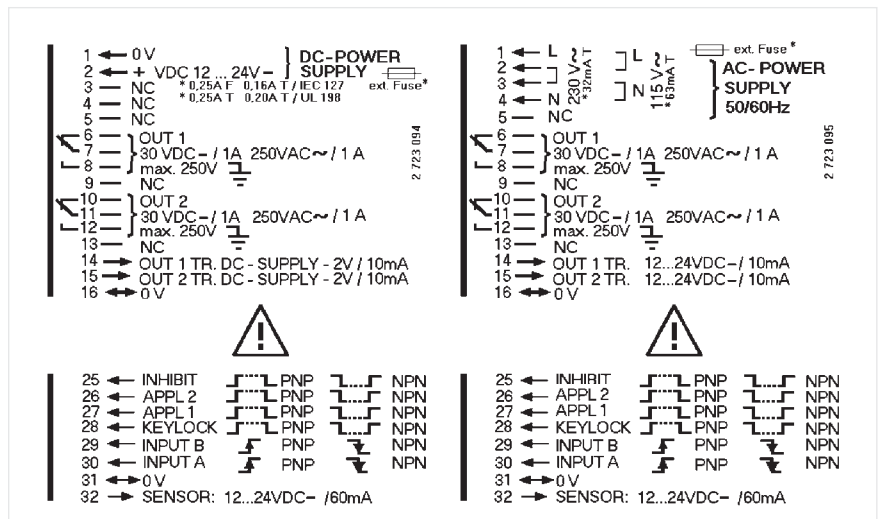 1 0V DC-POWER
2 + VDC 12 ... 24V - SUPPLY
3 NC * 0,25A F 0,16A T / IEC 127 ext. Fuse*
4 NC * 0,25A T 0,20A T / UL 198
5 NC
6 OUT 1
7 30 VDC - / 1A 250VAC ~ / 1 A
8 max. 250V
9 NC
10 OUT 2
11 30 VDC - / 1A 250VAC ~ / 1 A
12 max. 250V
13 NC
14 OUT 1 TR. DC - SUPPLY - 2V / 10mA
15 OUT 2 TR. DC - SUPPLY - 2V / 10mA
16 0 V
2 723 094
!
25 INHIBIT PNP NPN
26 APPL 2 PNP NPN
27 APPL 1 PNP NPN
28 KEYLOCK PNP NPN
29 INPUT B PNP NPN
30 INPUT A PNP NPN
31 0 V
32 SENSOR: 12...24VDC- /60mA
1 L L ext. Fuse *
2 AC- POWER
3 N SUPPLY
4 N 50/60Hz
230 V~
*32mA T
115 V~
*63mA T
5 NC
6 OUT 1
7 30 VDC - / 1A 250VAC ~ / 1 A
8 max. 250V
9 NC
10 OUT 2
11 30 VDC - / 1A 250VAC ~ / 1 A
12 max. 250V
13 NC
14 OUT 1 TR. 12...24VDC-/ 10mA
15 OUT 2 TR. 12...24VDC-/ 10mA
16 0 V
2 723 095
!
25 INHIBIT PNP NPN
26 APPL 2 PNP NPN
27 APPL 1 PNP NPN
28 KEYLOCK PNP NPN
29 INPUT B PNP NPN
30 INPUT A PNP NPN
31 0 V
32 SENSOR: 12...24VDC- /60mA